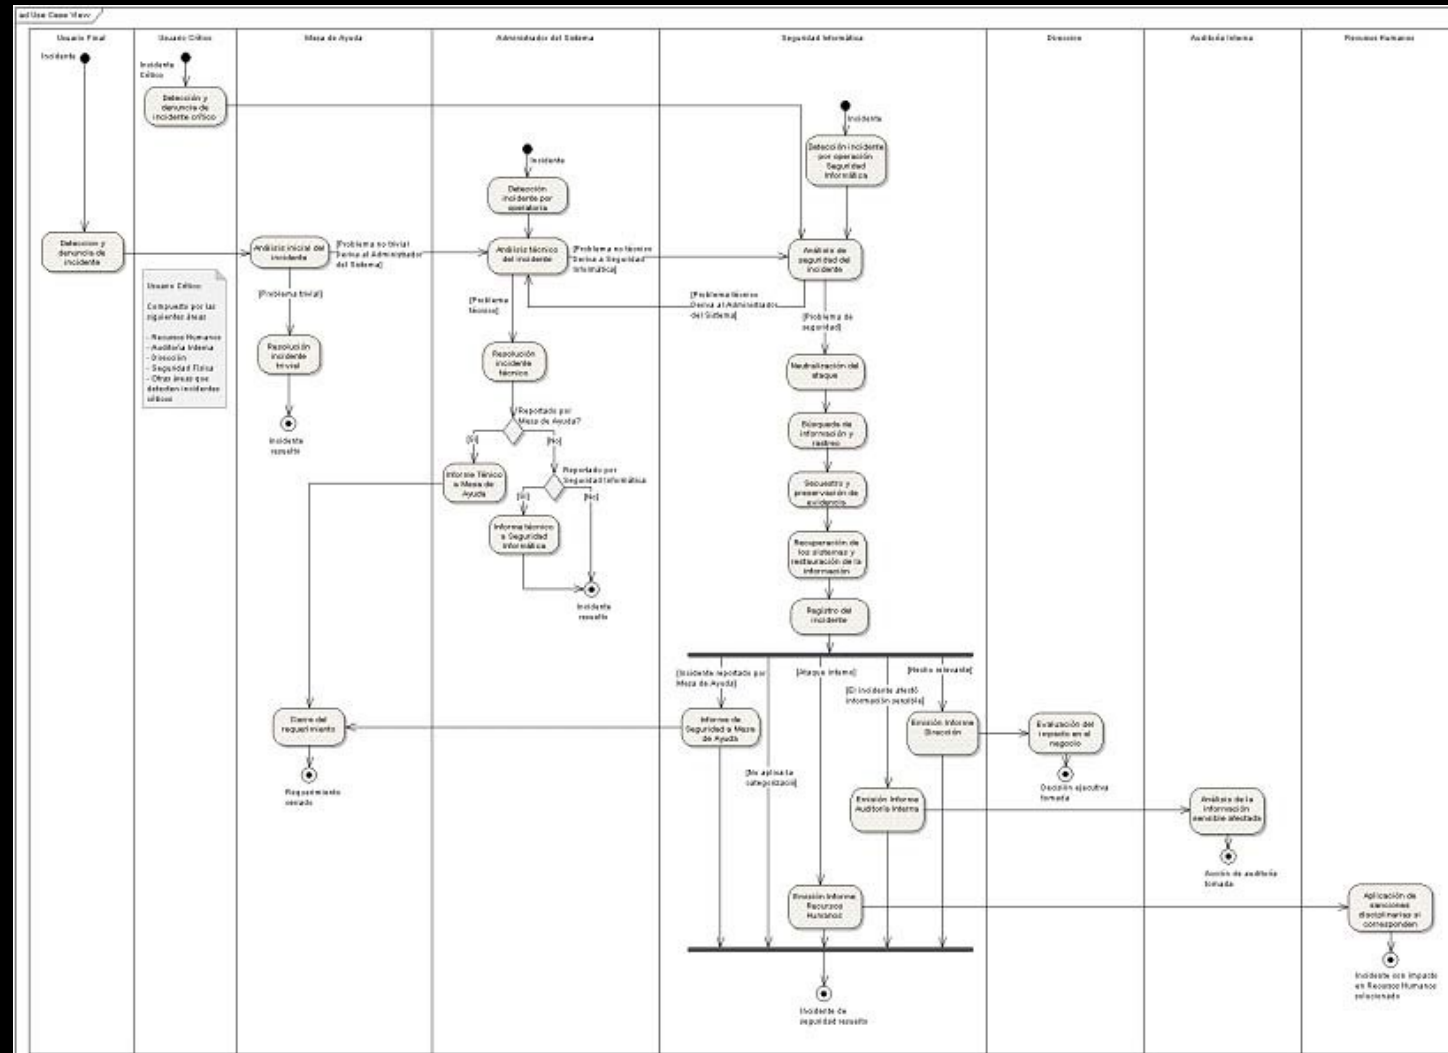 ad Use Case View
Usuario Final
Usuario Crítico
Mesa de Ayuda
Administrador del Sistema
Seguridad Informática
Direccion
Auditoría Interna
Recursos Humanos
Incidente
Incidente
Crítico
Detección y
denuncia de
incidente crítico
Incidente
Detección incidente
por operación
Seguridad
Informática
Incidente
Detección
incidente por
operatoria
Deteccion y
denuncia de
incidente
Análisis inicial del
incidente
[Problema no trivial
Deriva al Administrador
del Sistema]
Análisis técnico
del incidente
[Problema no técnico
Deriva a Seguridad
Informática]
Análisis de
seguridad del
incidente
Usuario Crítico:
Compuesto por las
siguientes áreas
- Recursos Humanos
- Auditoría Interna
- Dirección
- Seguridad Física
- Otras áreas que
detecten incidentes
críticos
[Problema trivial]
[Problema
técnico]
[Problema técnico
Deriva al Administrador
del Sistema]
[Problema de
seguridad]
Resolución
incidente
trivial
Resolución
incidente
técnico
Neutralización del
ataque
Incidente
resuelto
Reportado por
Mesa de Ayuda?
[Si]
[No]
Búsqueda de
información y
rastreo
Informe Ténico
a Mesa de
Ayuda
Reportado por
Seguridad Informática
[Si]
[No]
Secuestro y
preservación de
evidencia
Informe técnico
a Seguridad
Informática
Recuperación de
los sistemas y
restauración de la
información
Incidente
resuelto
Registro del
incidente
[Incidente reportado por
Mesa de Ayuda]
[Ataque interno]
[El incidente afectó
información sensible]
[Hecho relevante]
Cierre del
requerimiento
Informe de
Seguridad a Mesa
de Ayuda
Emisión Informe
Dirección
Evaluación del
impacto en el
negocio
[No aplica la
Requerimiento
cerrado
Decisión ejecutiva
tomada
Emisión Informe
Auditoría Interna
Análisis de la
información
sensible afectada
Acción de auditoría
tomada
Emisión Informe
Recursos
Humanos
Aplicación de
sanciones
disciplinarias si
corresponden
Incidente con impacto
en Recursos Humanos
solucionado
Incidente de
seguridad resuelto